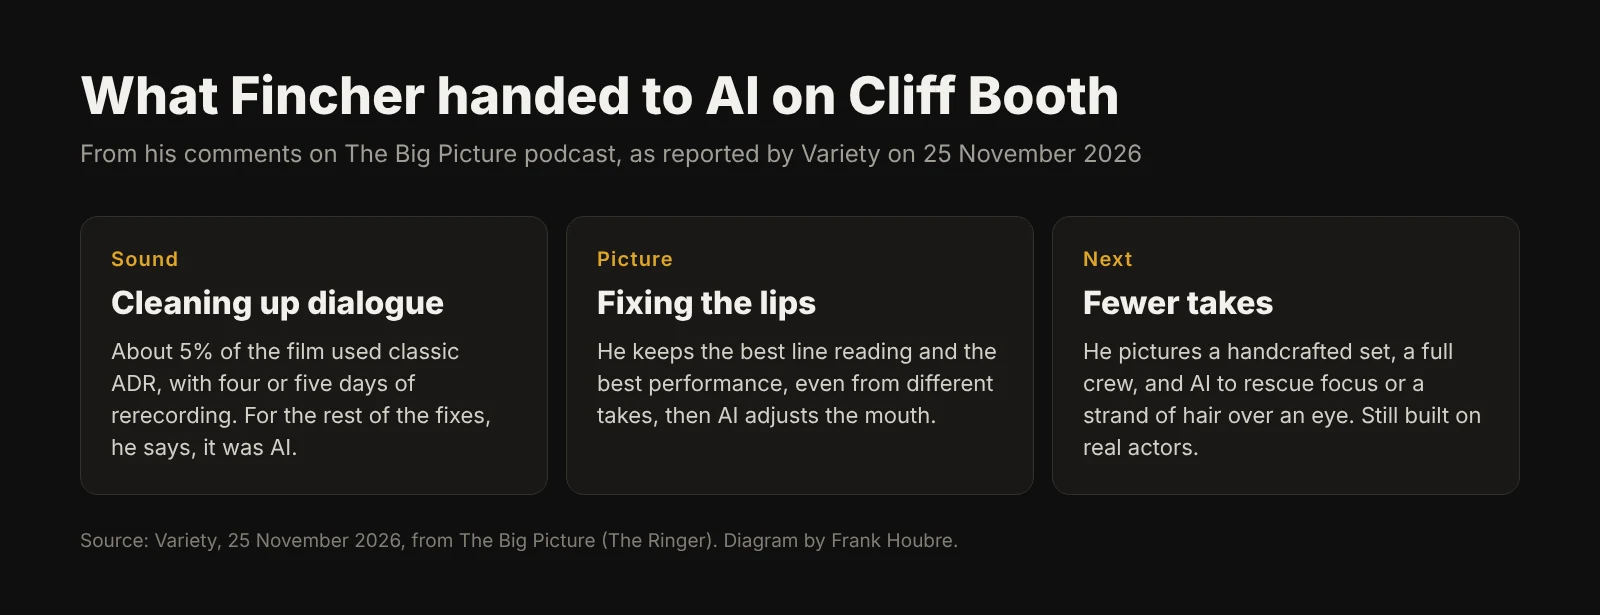 What Fincher handed to AI on Cliff Booth
From his comments on The Big Picture podcast, as reported by Variety on 25 November 2026
Sound
Cleaning up dialogue
About 5% of the film used classic
ADR, with four or five days of
rerecording. For the rest of the fixes,
he says, it was AI.
Picture
Fixing the lips
He keeps the best line reading and the
best performance, even from different
takes, then AI adjusts the mouth.
Next
Fewer takes
He pictures a handcrafted set, a full
crew, and AI to rescue focus or a
strand of hair over an eye. Still built on
real actors.
Source: Variety, 25 November 2026, from The Big Picture (The Ringer). Diagram by Frank Houbre.